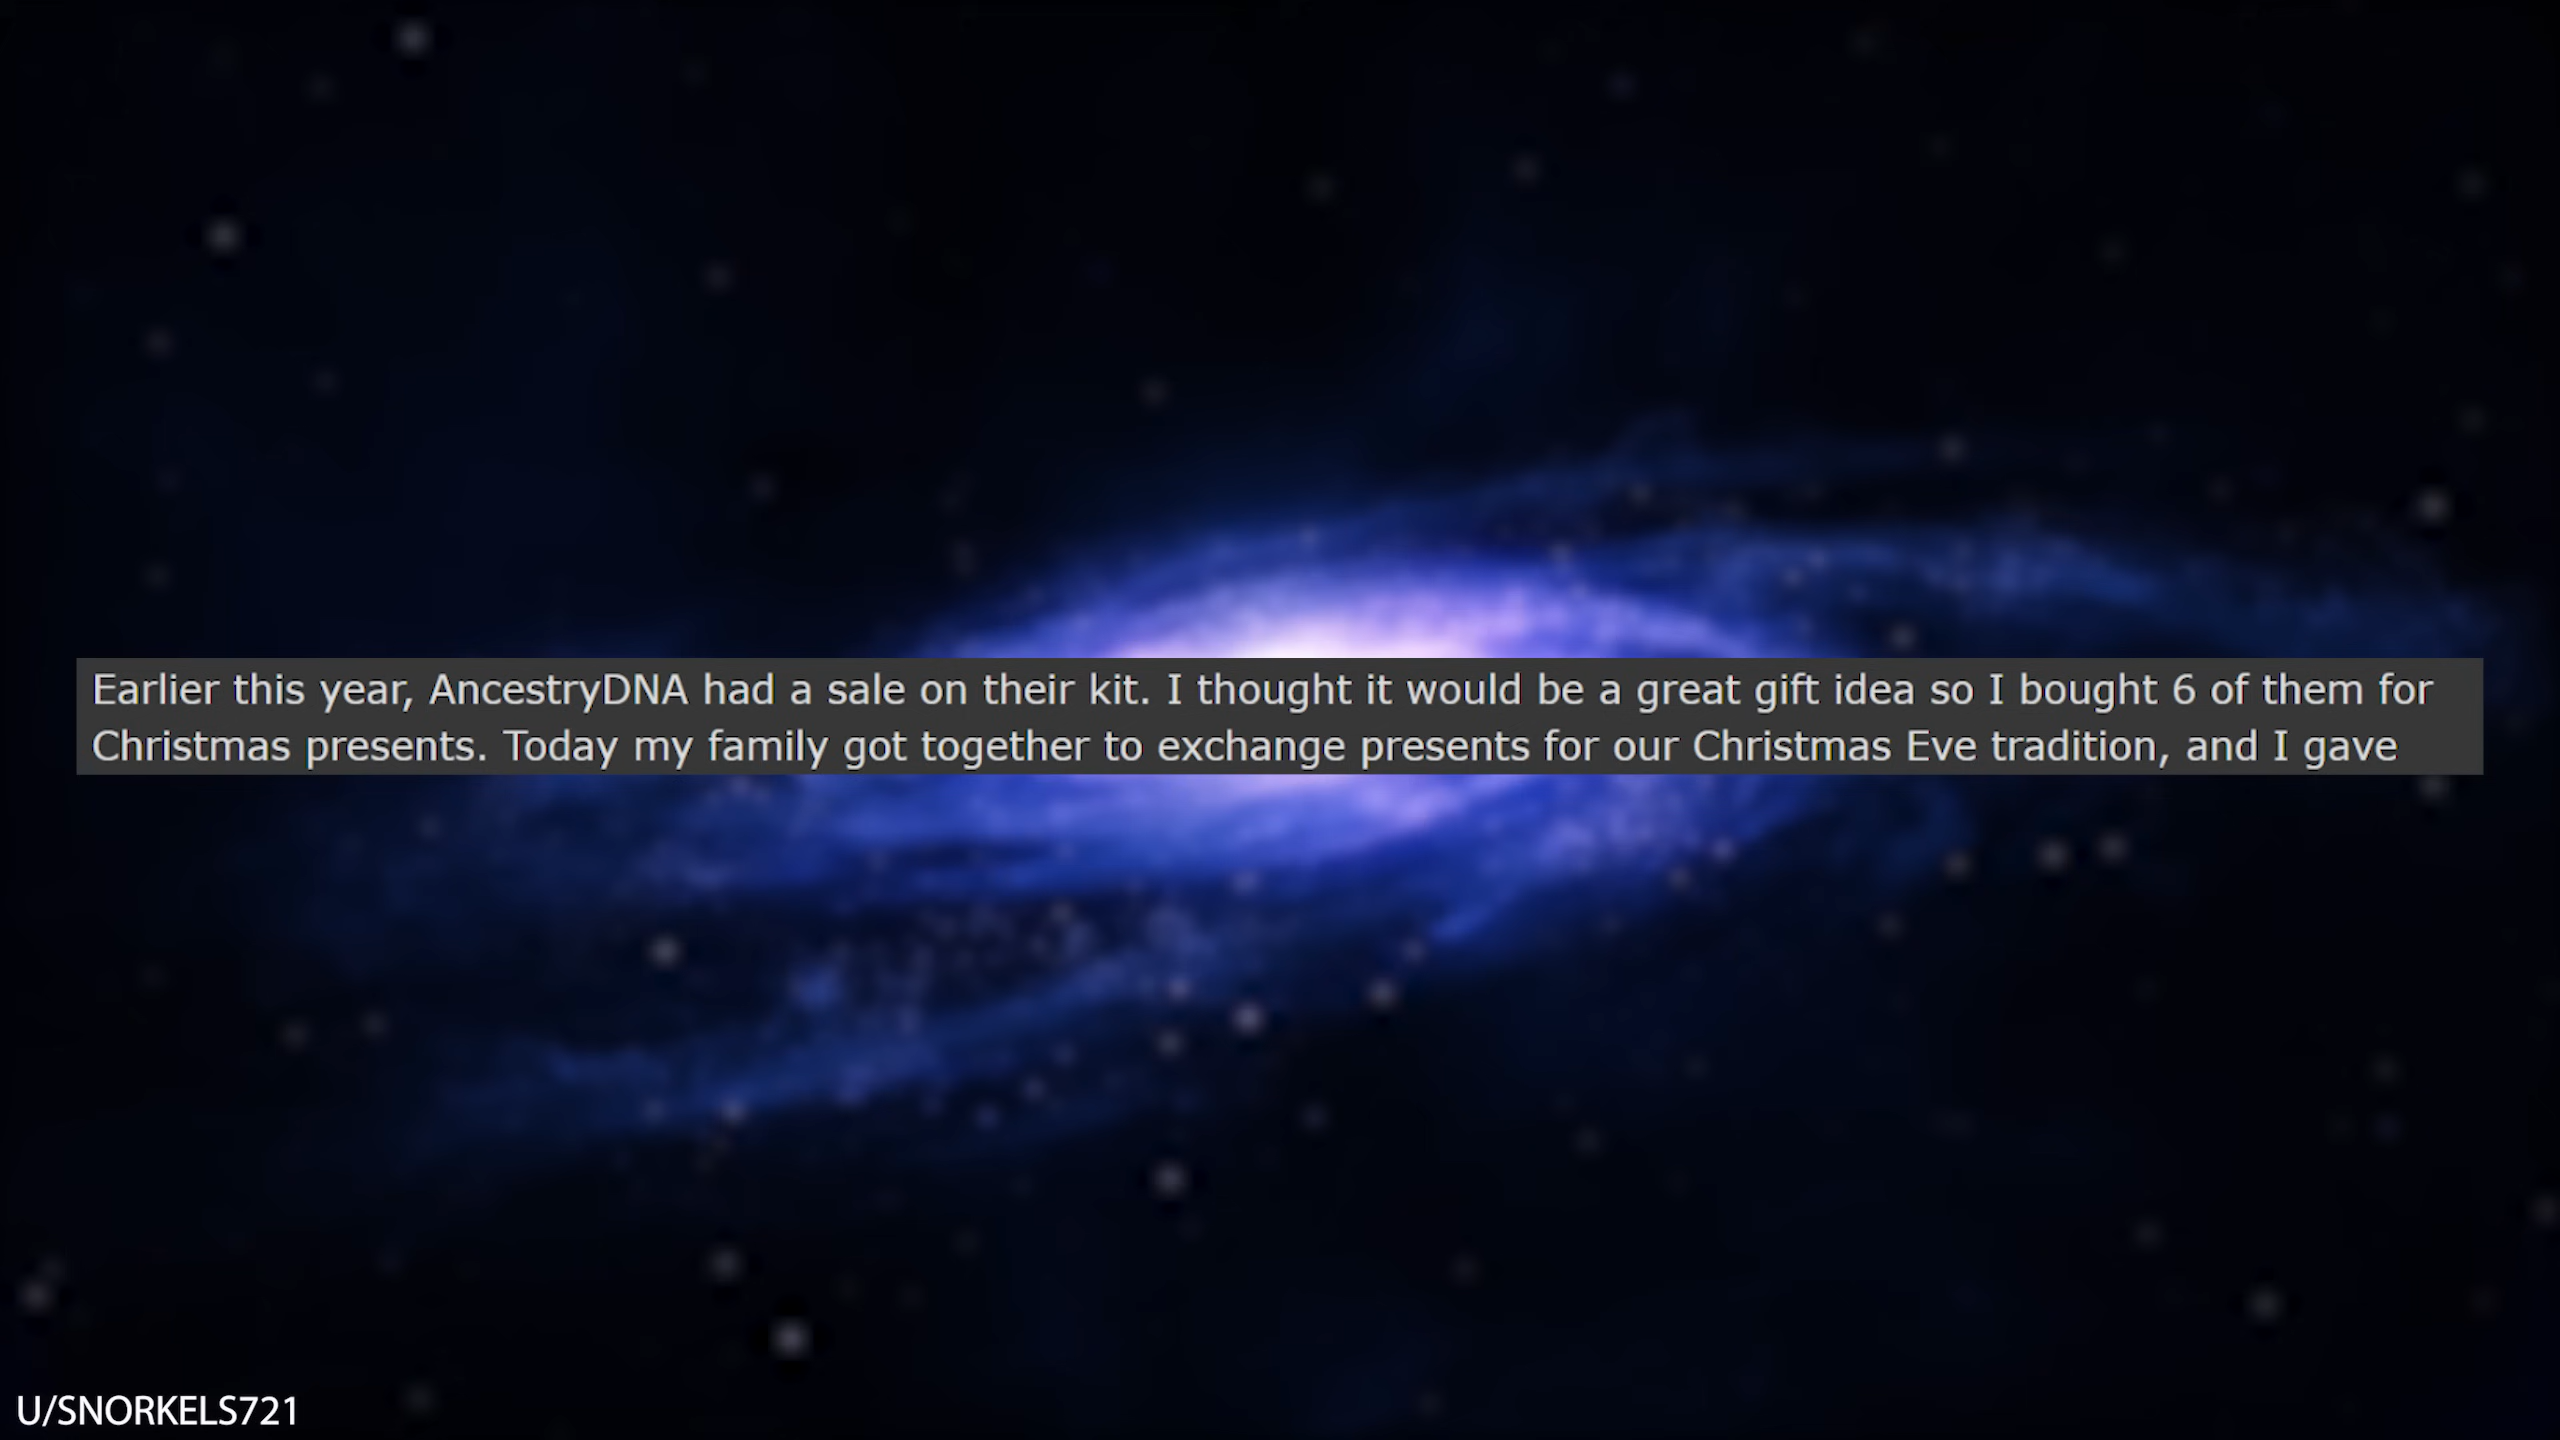 Earlier this year, AncestryDNA had a sale on their kit. I thought it would be a great gift idea so I bought 6 of them for
Christmas presents. Today my family got together to exchange presents for our Christmas Eve tradition, and I gave
U/SNORKELS721